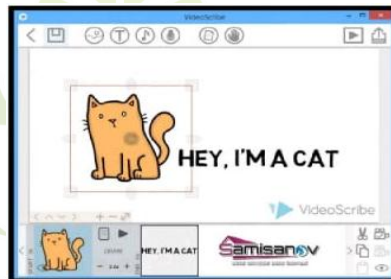 VideoScribe
HEY, I'M A CAT
VideoScribe
HEY, I'M A CAT
Samisanov